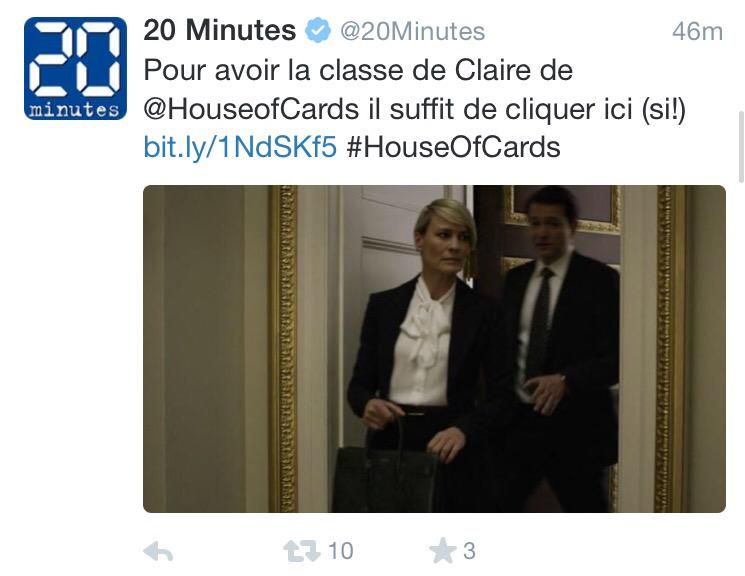 20
minutes
20 Minutes @20Minutes 46m
Pour avoir la classe de Claire de
@HouseofCards il suffit de cliquer ici (si!)
bit.ly/1NdSKf5 #HouseOfCards
10 3